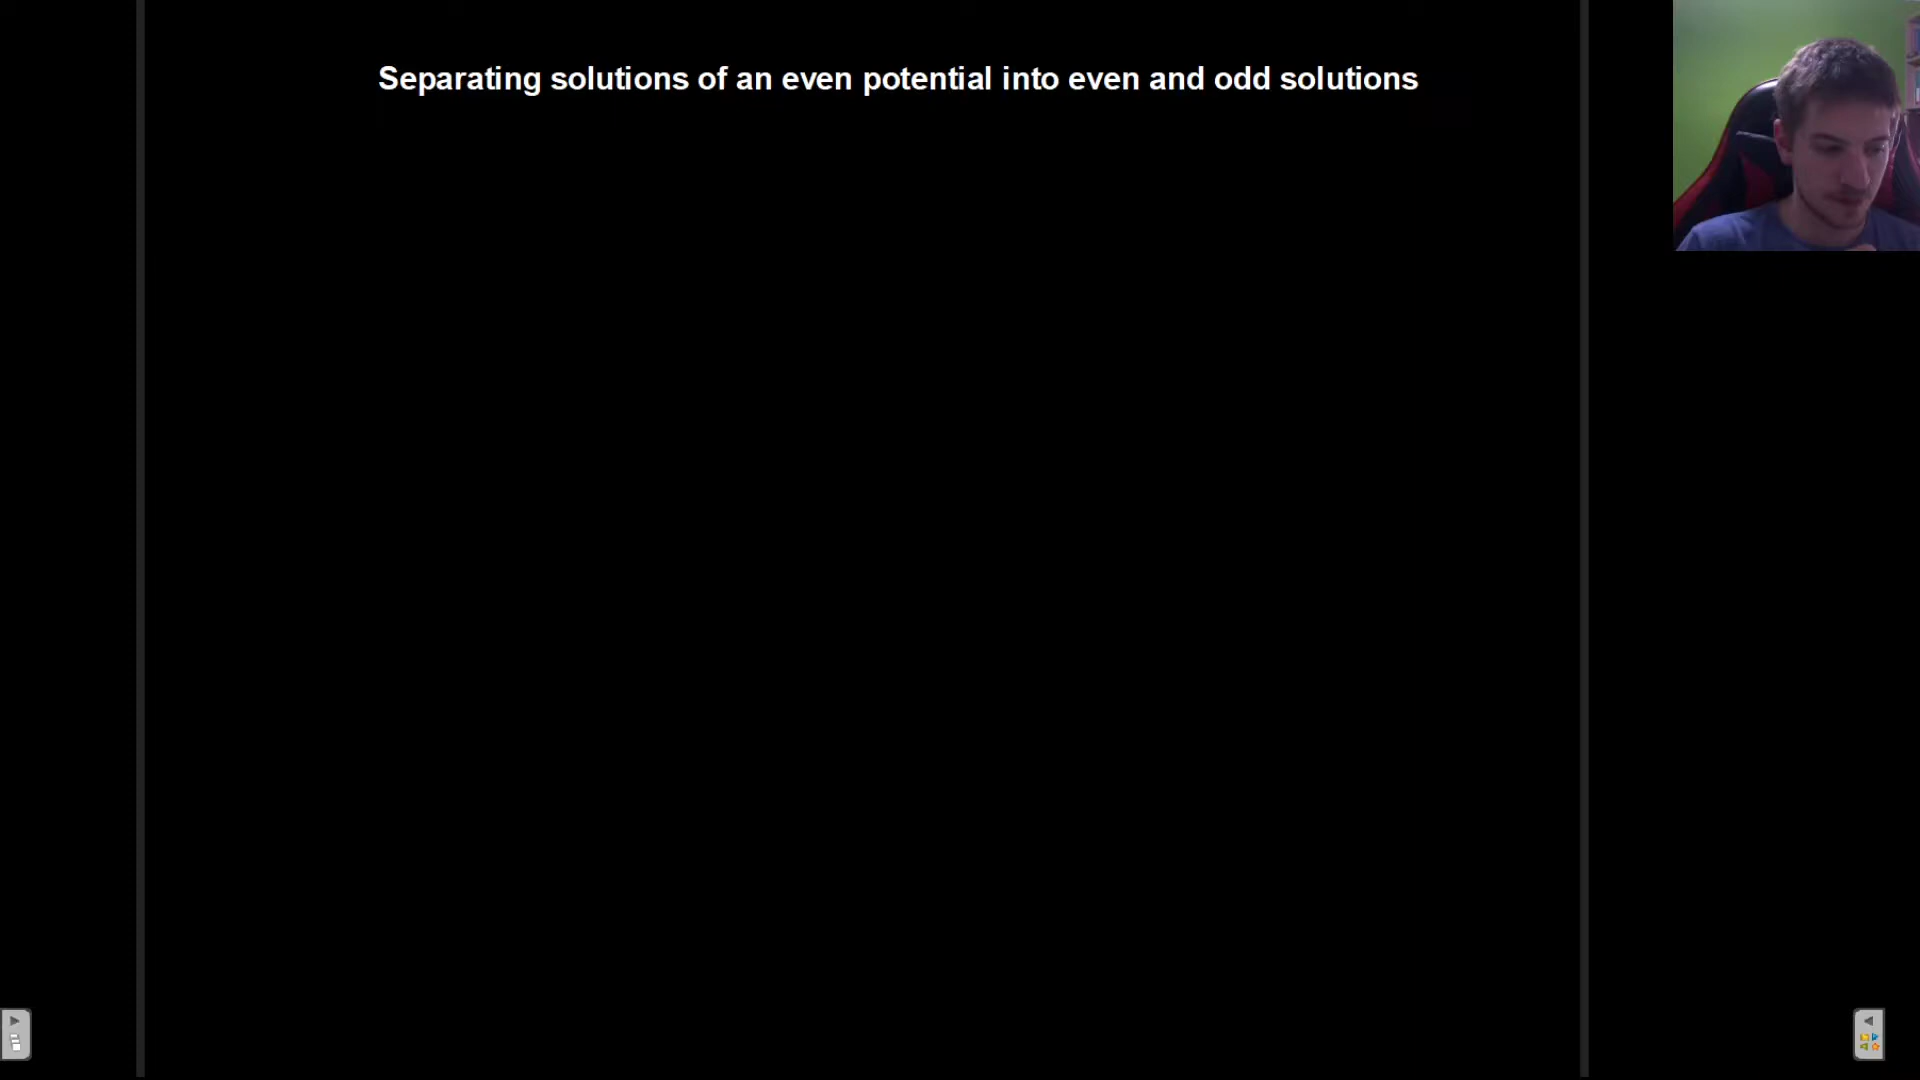 Separating solutions of an even potential into even and odd solutions